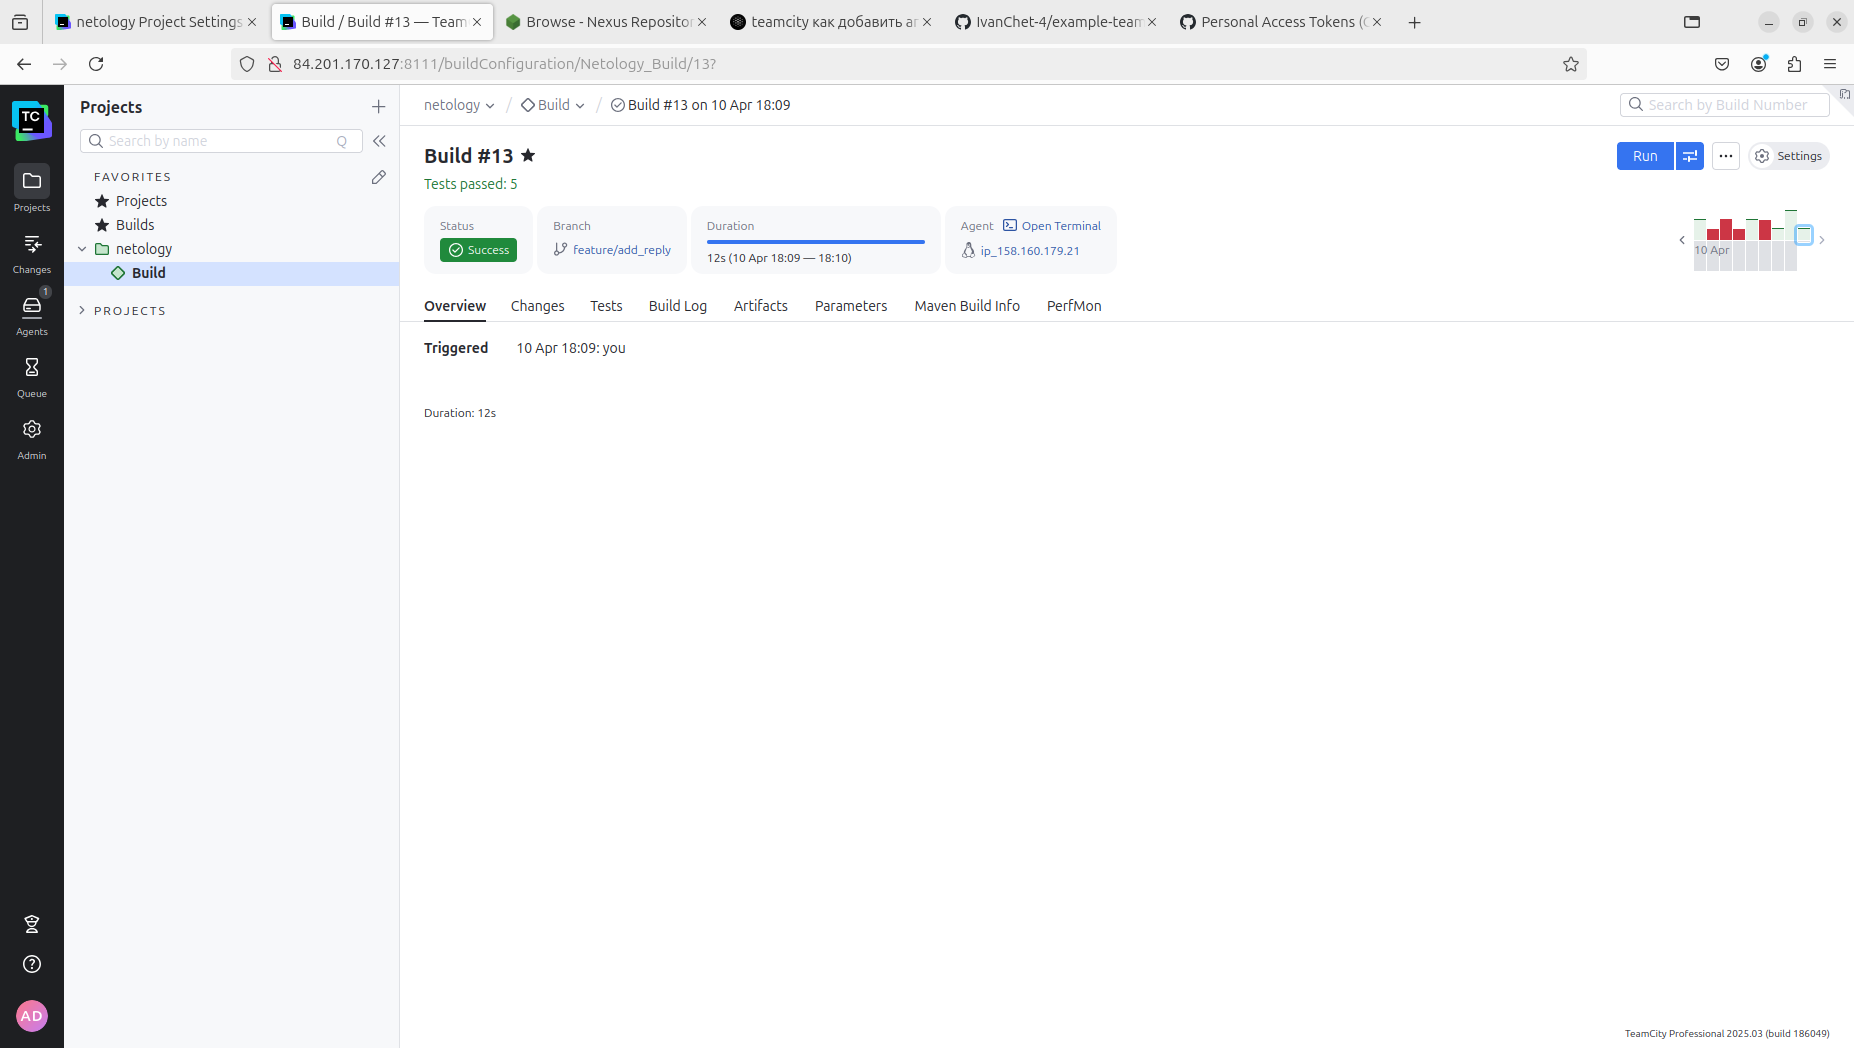 netology Project Settings
Build / Build #13 — Team
Browse - Nexus Repositor
teamcity как добавить аг
IvanChet-4/example-team
Personal Access Tokens (C
84.201.170.127:8111/buildConfiguration/Netology_Build/13?
TC
Projects
Search by name
Q
netology
Build
Build #13 on 10 Apr 18:09
Search by Build Number
Build #13
Run
Settings
Tests passed: 5
FAVORITES
Projects
Builds
netology
Build
PROJECTS
Projects
Changes
1
Agents
Queue
Admin
AD
Status
Success
Branch
feature/add_reply
Duration
12s (10 Apr 18:09 — 18:10)
Agent
Open Terminal
ip_158.160.179.21
10 Apr
Overview
Changes
Tests
Build Log
Artifacts
Parameters
Maven Build Info
PerfMon
Triggered
10 Apr 18:09: you
Duration: 12s
TeamCity Professional 2025.03 (build 186049)